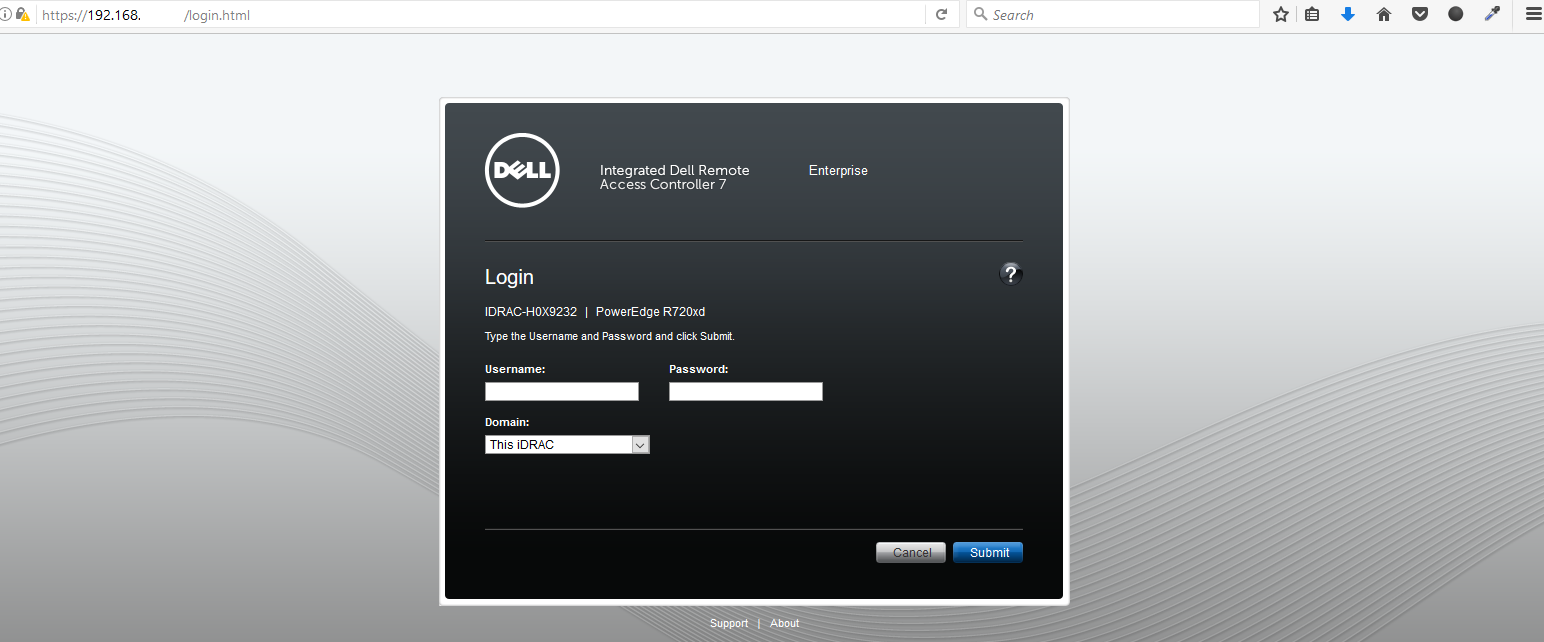 https://192.168. /login.html
Search
DELL
Integrated Dell Remote
Access Controller 7
Enterprise
Login
?
IDRAC-H0X9232 | PowerEdge R720xd
Type the Username and Password and click Submit.
Username: Password:
Domain:
This iDRAC
Cancel Submit
Support | About